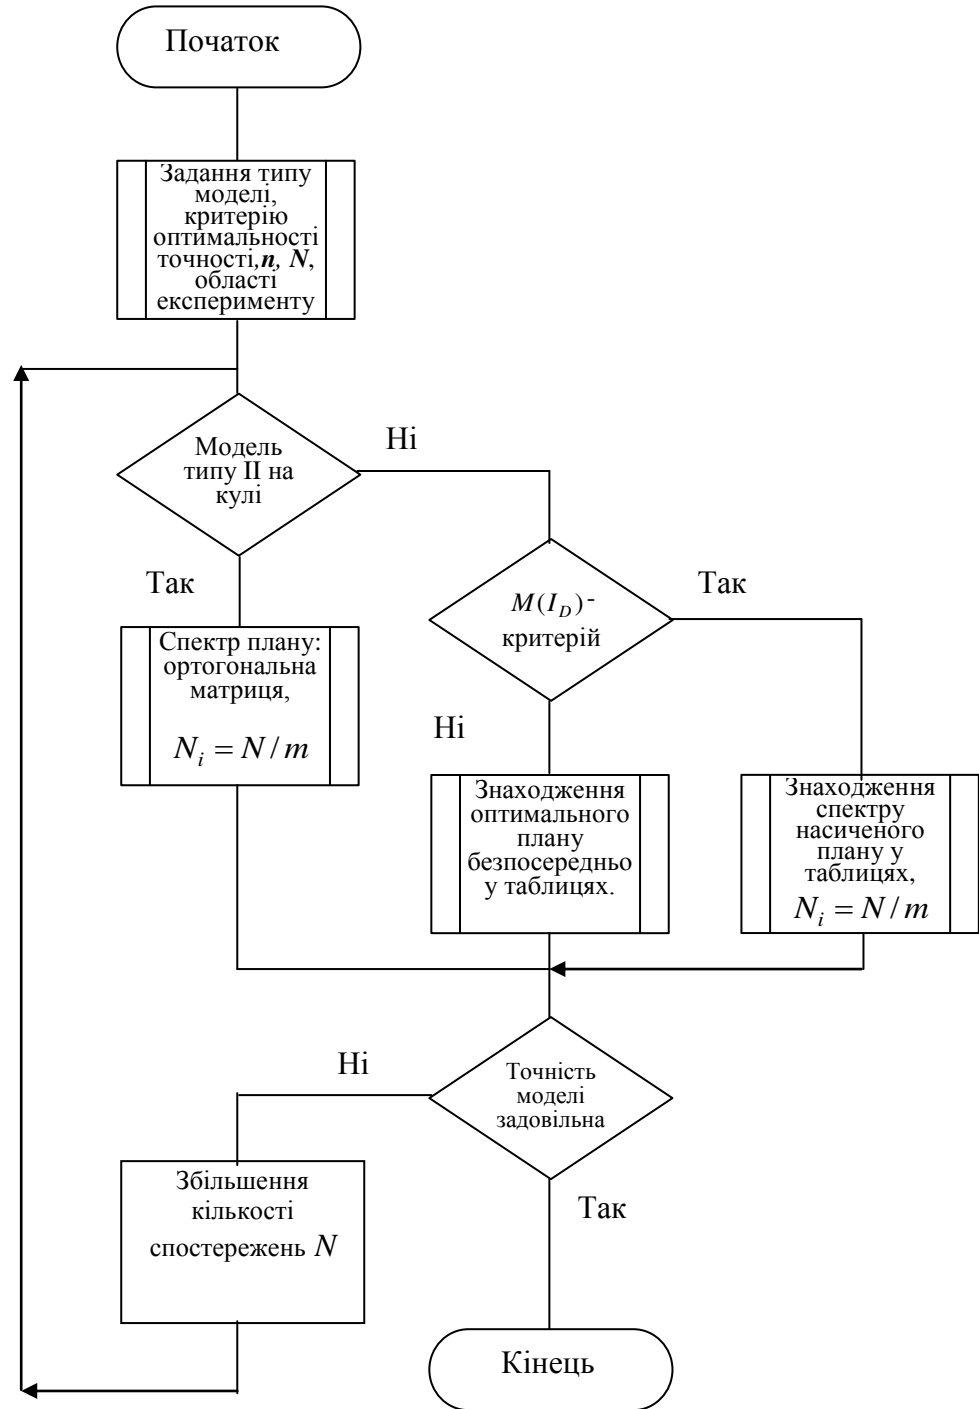 Початок
Задання типу
моделі,
критерію
оптимальності
точності,n, N,
області
експерименту
Модель
типу II на
кулі
Ні
Так
M(I_D)-
критерій
Так
Ні
Спектр плану:
ортогональна
матриця,
N_i = N/m
Знаходження
оптимального
плану
безпосередньо
у таблицях.
Знаходження
спектру
насиченого
плану у
таблицях,
N_i = N/m
Точність
моделі
задовільна
Ні
Так
Збільшення
кількості
спостережень N
Кінець